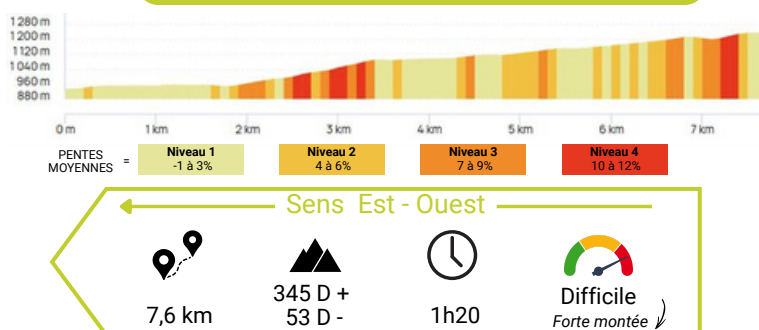 1280 m
1200 m
1120 m
1040 m
960 m
880 m
0 m 1 km 2 km 3 km 4 km 5 km 6 km 7 km
PENTES MOYENNES =
Niveau 1
-1 à 3%
Niveau 2
4 à 6%
Niveau 3
7 à 9%
Niveau 4
10 à 12%
Sens Est - Ouest
7,6 km
345 D +
53 D -
1h20
Difficile
Forte montée